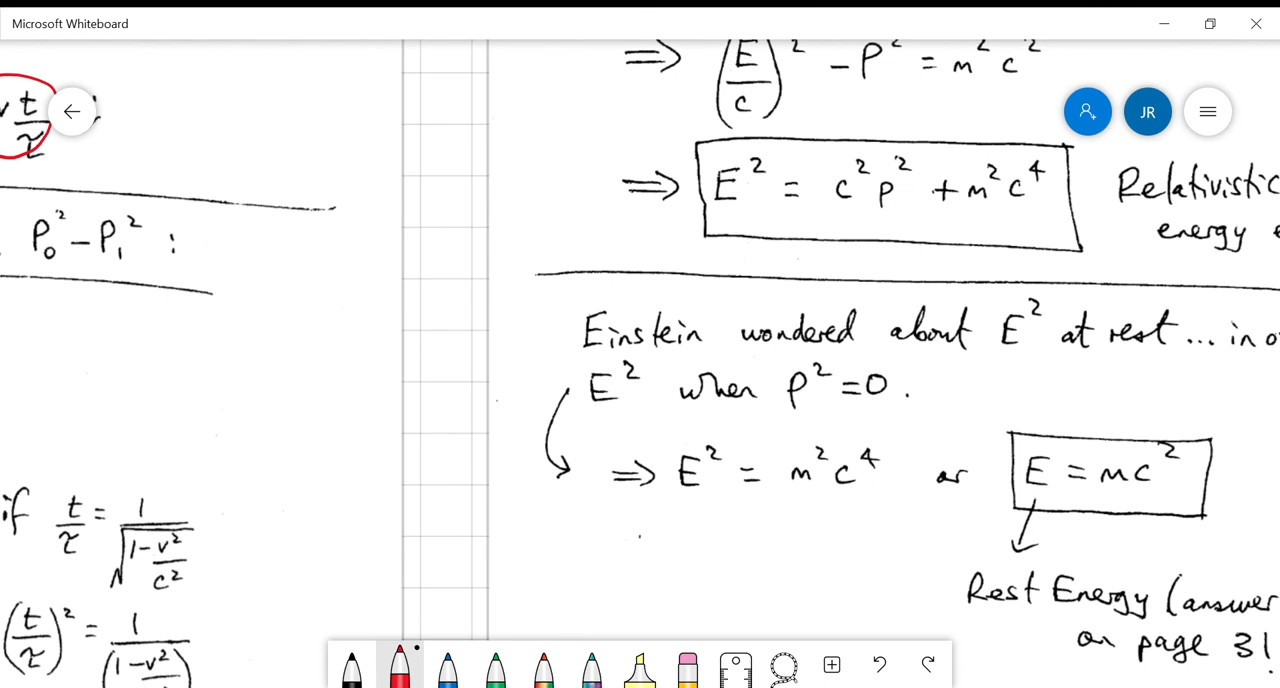 Microsoft Whiteboard
v t/τ
P₀² - P₁² :
if t/τ = 1/√(1 - v²/c²)
(t/τ)² = 1/(1 - v²/
⇒ (E/c)² - P² = m²c²
JR
⇒ E² = c²p² + m²c⁴ Relativistic
energy
Einstein wondered about E² at rest... in o
E² when P² = 0.
⇒ E² = m²c⁴ or E = mc²
Rest Energy (answer
on page 31